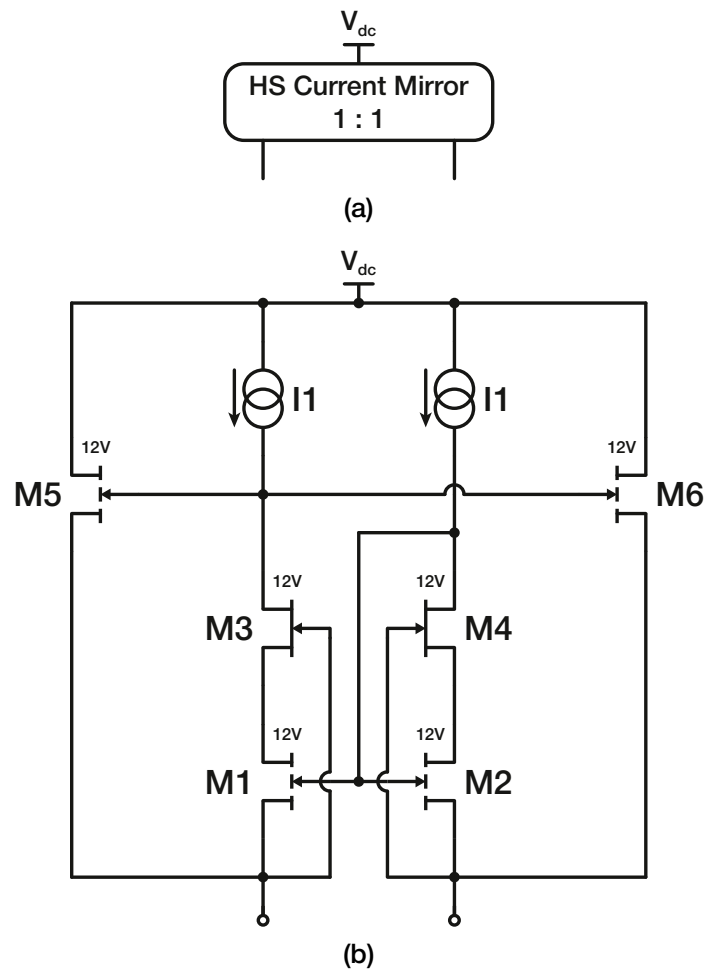 V_dc
HS Current Mirror
1 : 1
(a)
V_dc
I1 I1
12V 12V
M5 M6
12V 12V
M3 M4
12V 12V
M1 M2
(b)